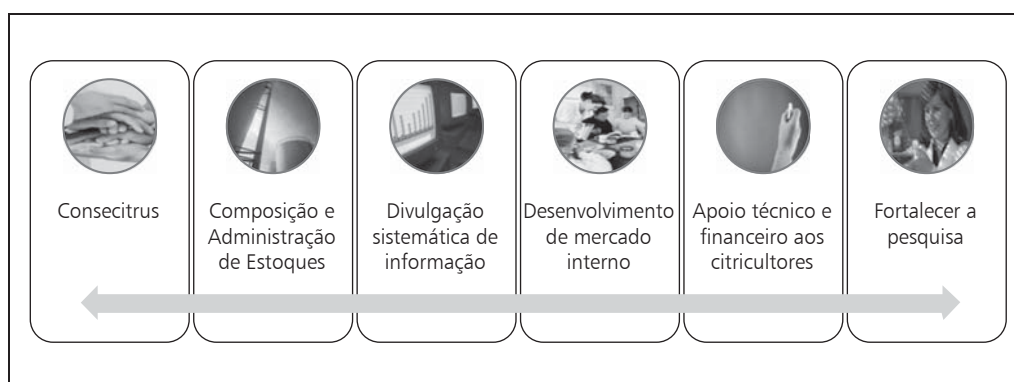 Consecitrus
Composição e
Administração
de Estoques
Divulgação
sistemática de
informação
Desenvolvimento
de mercado
interno
Apoio técnico e
financeiro aos
citricultores
Fortalecer a
pesquisa